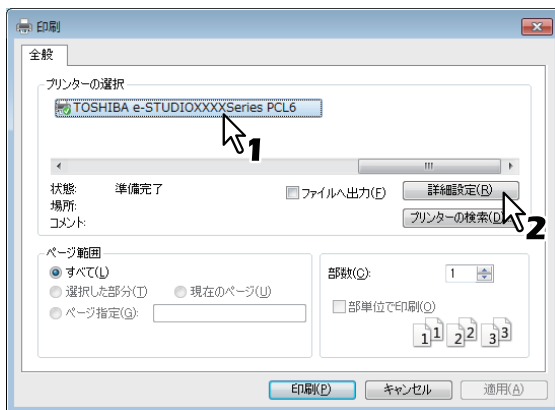 印刷
全般
プリンターの選択
TOSHIBA e-STUDIOXXXXSeries PCL6
1
状態: 準備完了
場所:
コメント:
ファイルへ出力(F)
詳細設定(R)
プリンターの検索(D)
2
ページ範囲
すべて(L)
選択した部分(T) 現在のページ(U)
ページ指定(G):
部数(C): 1
部単位で印刷(O)
1 1 2 2 3 3
印刷(P) キャンセル 適用(A)